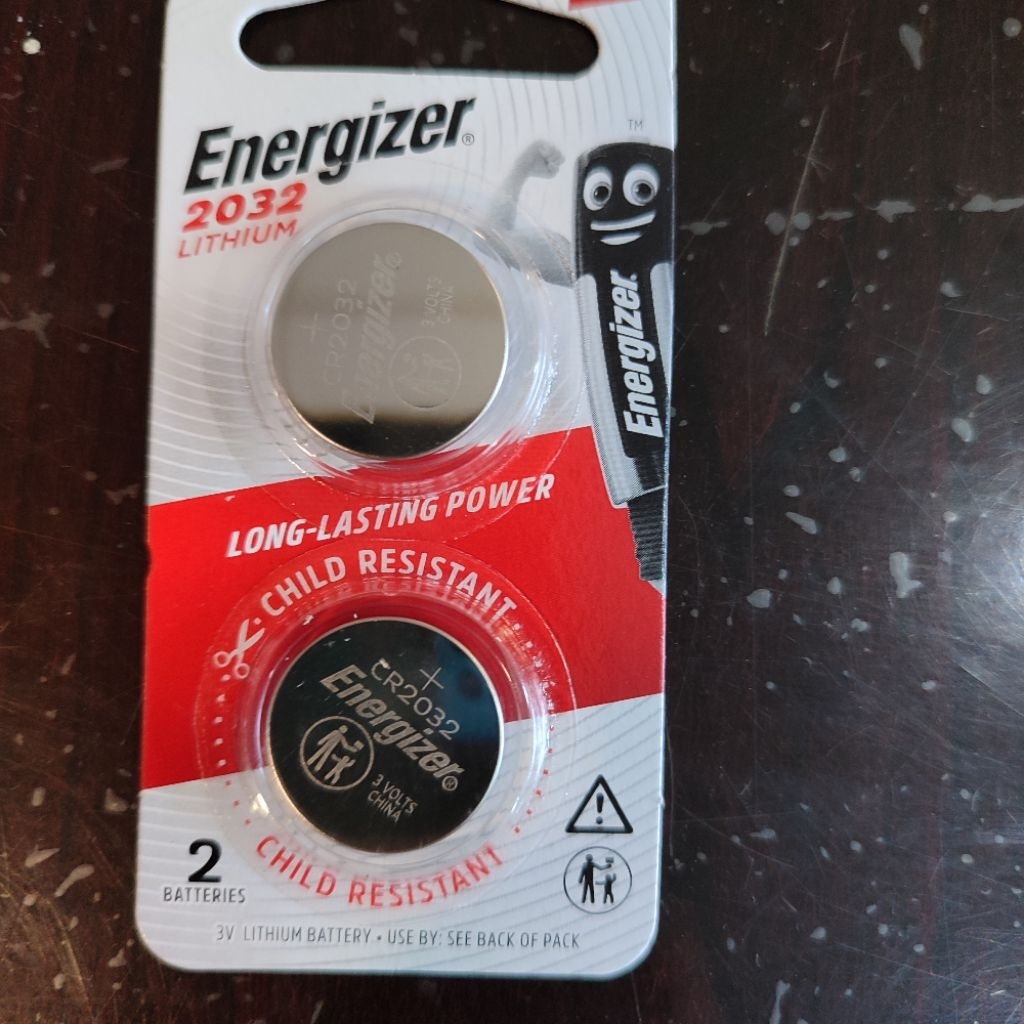 Energizer®
2032
LITHIUM
TM
Energizer
+
CR2032
Energizer®
3 VOLTS
CHINA
LONG-LASTING POWER
CHILD RESISTANT
+
CR2032
Energizer®
3 VOLTS
CHINA
2
BATTERIES
CHILD RESISTANT
3V LITHIUM BATTERY • USE BY: SEE BACK OF PACK